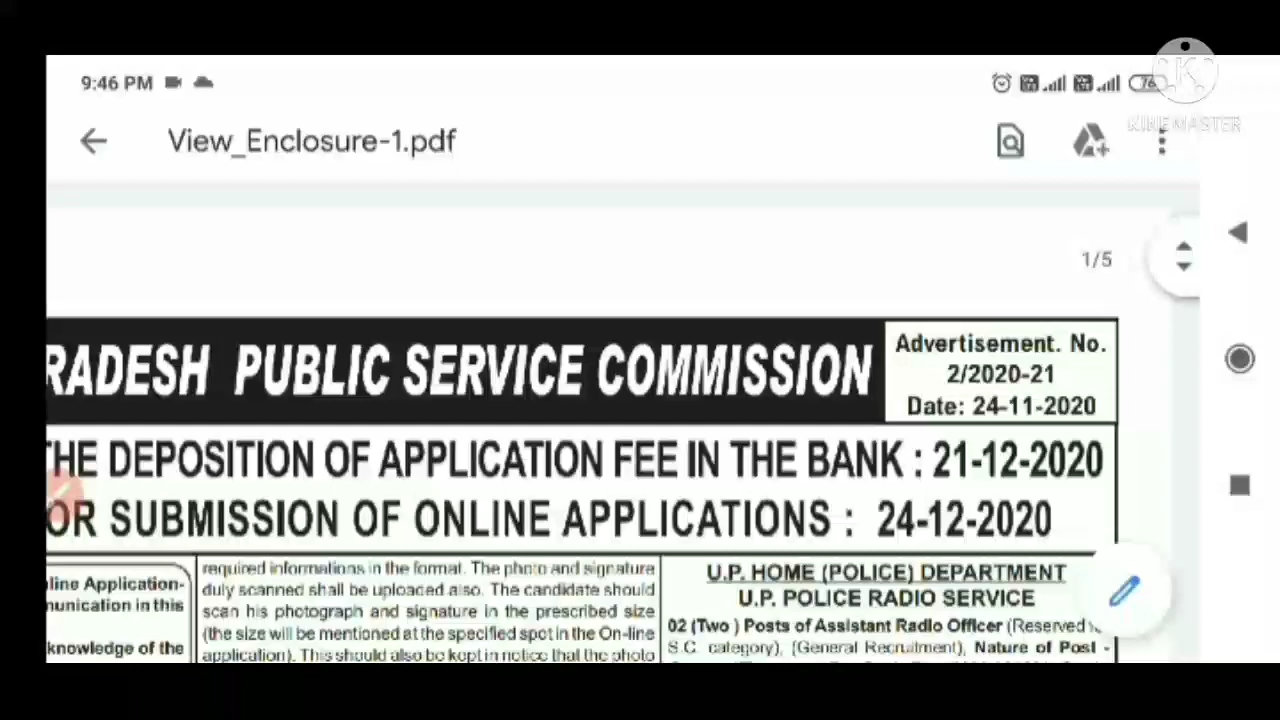 9:46 PM
76
KINEMASTER
View_Enclosure-1.pdf
1/5
RADESH PUBLIC SERVICE COMMISSION
Advertisement. No.
2/2020-21
Date: 24-11-2020
THE DEPOSITION OF APPLICATION FEE IN THE BANK : 21-12-2020
OR SUBMISSION OF ONLINE APPLICATIONS : 24-12-2020
line Application-
munication in this
knowledge of the
required informations in the format. The photo and signature
duly scanned shall be uploaded also. The candidate should
scan his photograph and signature in the prescribed size
(the size will be mentioned at the specified spot in the On-line
application). This should also be kept in notice that the photo
U.P. HOME (POLICE) DEPARTMENT
U.P. POLICE RADIO SERVICE
02 (Two ) Posts of Assistant Radio Officer (Reserved
S.C. category), (General Recruitment), Nature of Post -